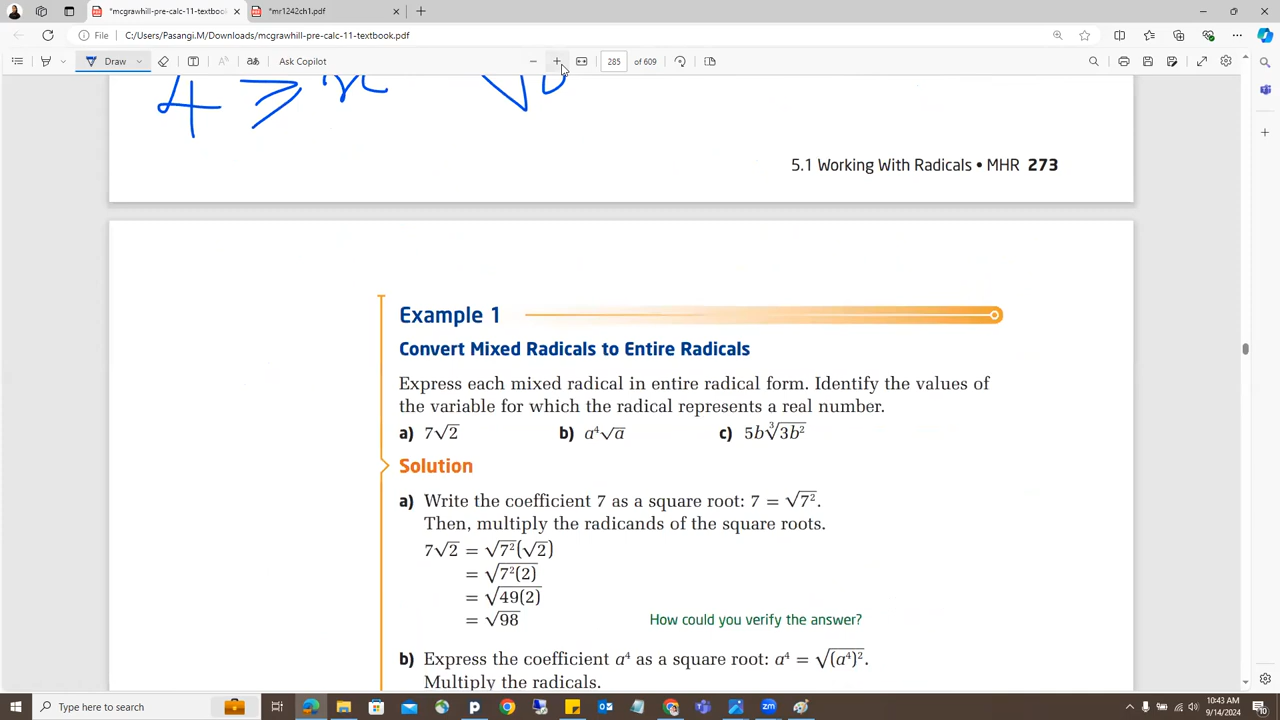 *mcgrawhill-pre-calc-11-textbook. × *mr1242ch1.pdf × +
File C:/Users/Pasangi.M/Downloads/mcgrawhill-pre-calc-11-textbook.pdf
Draw Ask Copilot − + 285 of 609
4 ⩾ x
5.1 Working With Radicals • MHR 273
Example 1
Convert Mixed Radicals to Entire Radicals
Express each mixed radical in entire radical form. Identify the values of
the variable for which the radical represents a real number.
a) 7√2 b) a⁴√a c) 5b∛3b²
Solution
a) Write the coefficient 7 as a square root: 7 = √7².
Then, multiply the radicands of the square roots.
7√2 = √7²(√2)
= √7²(2)
= √49(2)
= √98 How could you verify the answer?
b) Express the coefficient a⁴ as a square root: a⁴ = √(a⁴)².
Multiply the radicals.
Type here to search
10:43 AM
9/14/2024